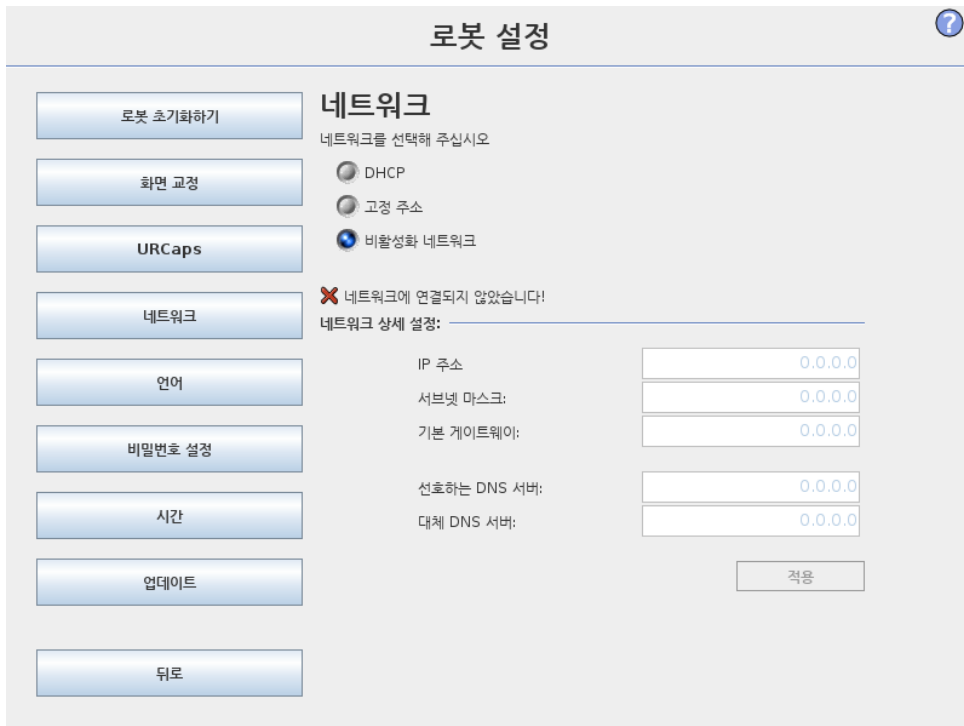 로봇 설정
?
로봇 초기화하기
화면 교정
URCaps
네트워크
언어
비밀번호 설정
시간
업데이트
뒤로
네트워크
네트워크를 선택해 주십시오
DHCP
고정 주소
비활성화 네트워크
네트워크에 연결되지 않았습니다!
네트워크 상세 설정:
IP 주소 0.0.0.0
서브넷 마스크: 0.0.0.0
기본 게이트웨이: 0.0.0.0
선호하는 DNS 서버: 0.0.0.0
대체 DNS 서버: 0.0.0.0
적용